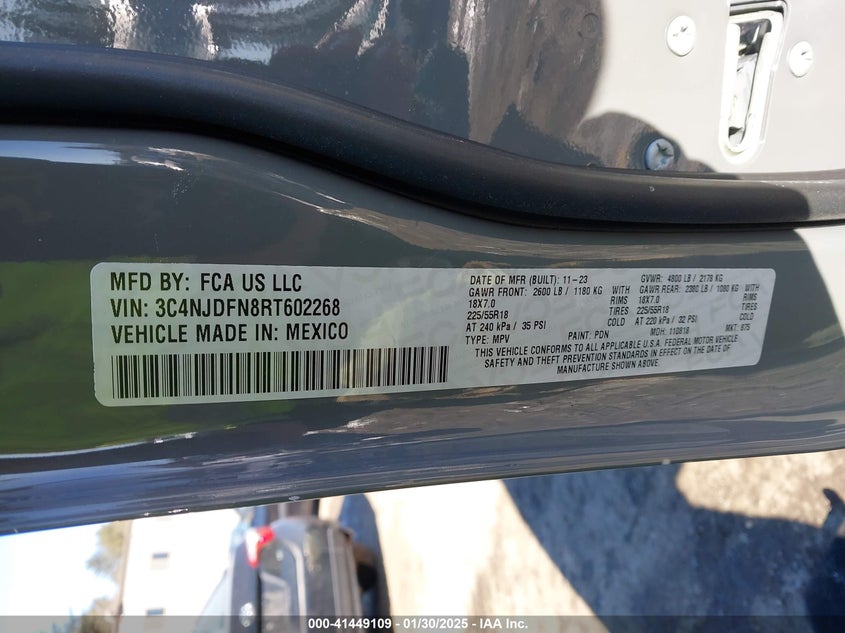 MFD BY: FCA US LLC
VIN: 3C4NJDFN8RT602268
VEHICLE MADE IN: MEXICO
DATE OF MFR (BUILT): 11-23 GVWR: 4800 LB / 2178 KG
GAWR FRONT: 2600 LB / 1180 KG WITH GAWR REAR: 2380 LB / 1080 KG WITH
18X7.0 RIMS 18X7.0 RIMS
225/55R18 TIRES 225/55R18 TIRES
AT 240 kPa / 35 PSI COLD AT 220 kPa / 32 PSI COLD
TYPE: MPV PAINT: PDN MDH: 110818 MKT: 875
THIS VEHICLE CONFORMS TO ALL APPLICABLE U.S.A. FEDERAL MOTOR VEHICLE
SAFETY AND THEFT PREVENTION STANDARDS IN EFFECT ON THE DATE OF
MANUFACTURE SHOWN ABOVE.
000-41449109 - 01/30/2025 - IAA Inc.